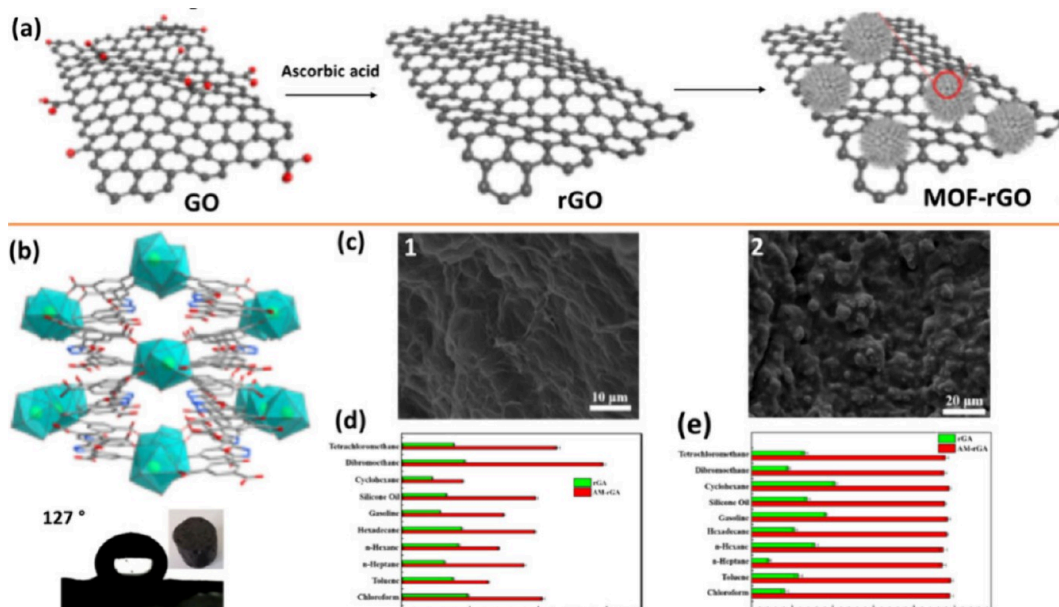 (a)
Ascorbic acid
GO
rGO
MOF-rGO
(b)
127 °
(c)
1
10 μm
2
20 μm
(d)
Tetrachloromethane
Dibromoethane
Cyclohexane
Silicone Oil
Gasoline
Hexadecane
n-Hexane
n-Heptane
Toluene
Chloroform
rGA
AM-rGA
(e)
rGA
AM-rGA
Tetrachloromethane
Dibromoethane
Cyclohexane
Silicone Oil
Gasoline
Hexadecane
n-Hexane
n-Heptane
Toluene
Chloroform